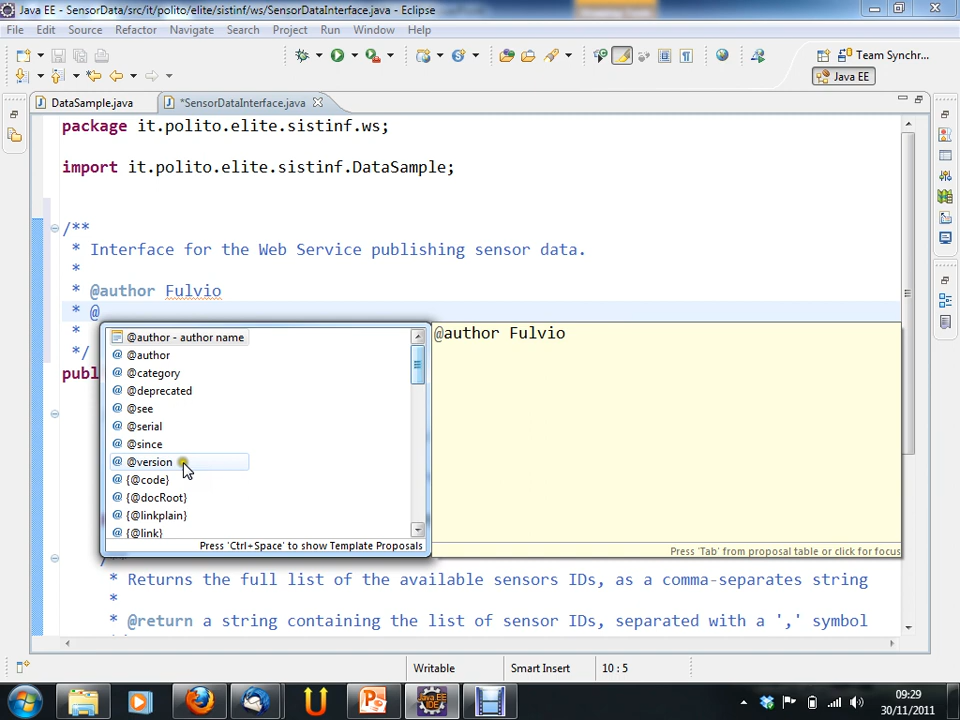 Java EE - SensorData/src/it/polito/elite/sistinf/ws/SensorDataInterface.java - Eclipse
File Edit Source Refactor Navigate Search Project Run Window Help
Team Synchr...
Java EE
DataSample.java
*SensorDataInterface.java
package it.polito.elite.sistinf.ws;
import it.polito.elite.sistinf.DataSample;
/**
* Interface for the Web Service publishing sensor data.
*
* @author Fulvio
* @
*
*/
publ
@author - author name
@author
@category
@deprecated
@see
@serial
@since
@version
{@code}
{@docRoot}
{@linkplain}
{@link}
Press 'Ctrl+Space' to show Template Proposals
@author Fulvio
Press 'Tab' from proposal table or click for focus
* Returns the full list of the available sensors IDs, as a comma-separates string
*
* @return a string containing the list of sensor IDs, separated with a ',' symbol
Writable Smart Insert 10 : 5
Java EE
IDE
09:29
30/11/2011